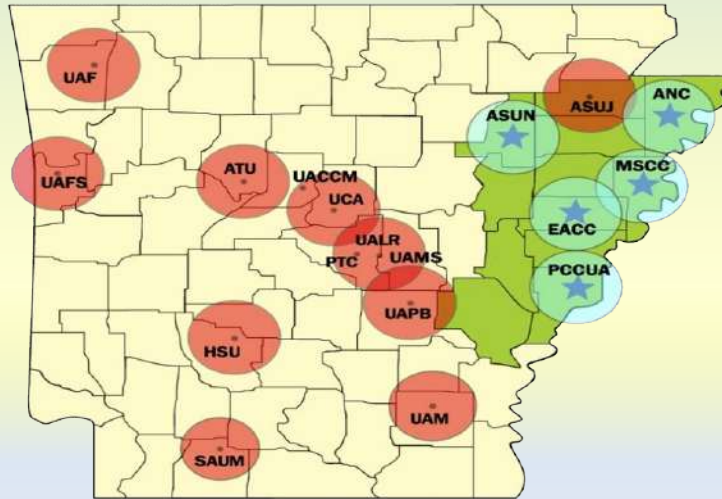 UAF
ASUJ
ANC
ASUN
UAFS
ATU
UACCM
UCA
MSCC
EACC
UALR
PTC
UAMS
PCCUA
UAPB
HSU
UAM
SAUM